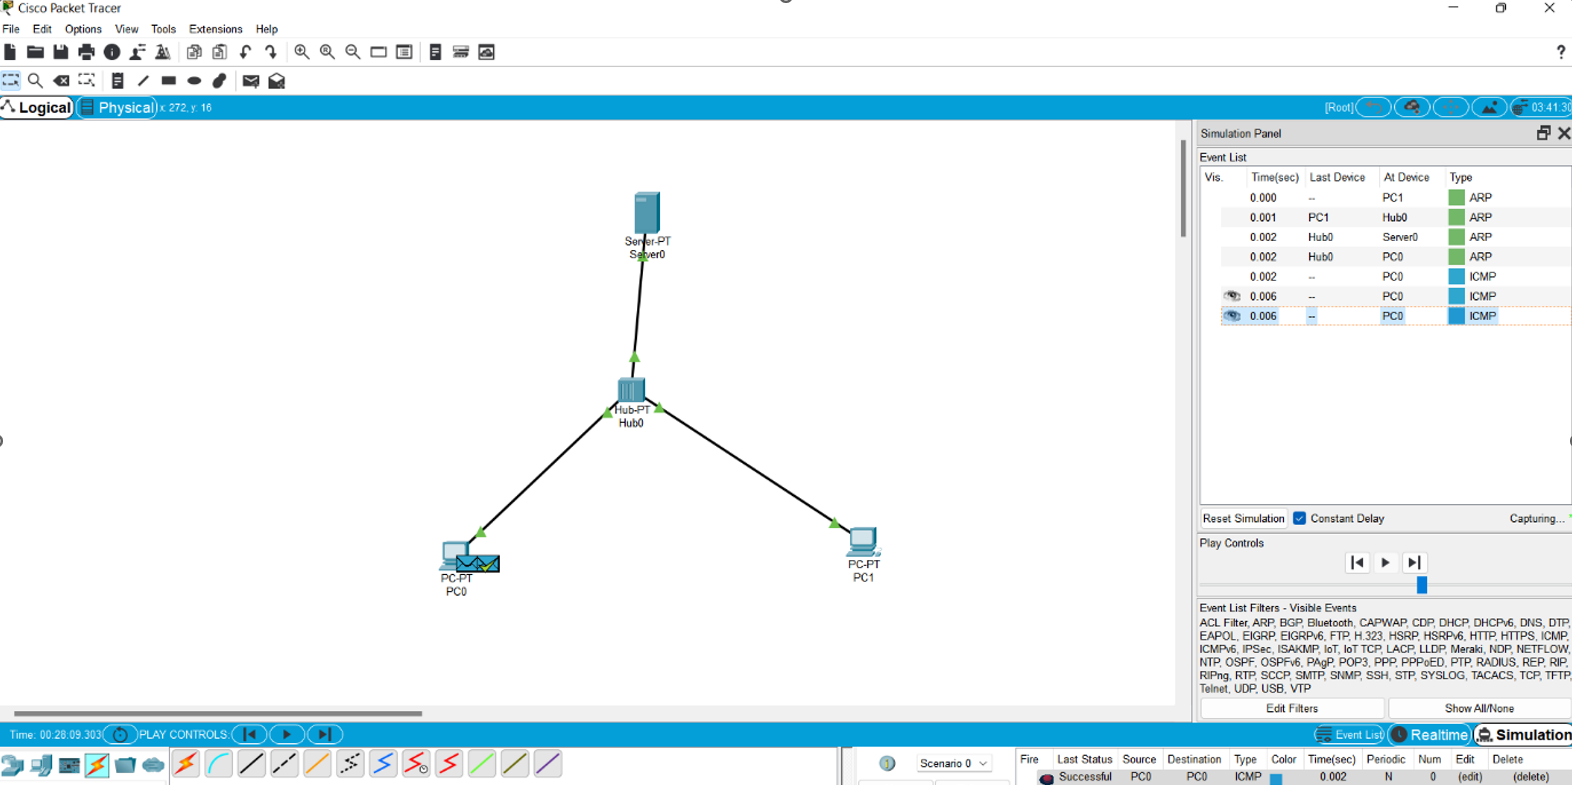 Cisco Packet Tracer
File Edit Options View Tools Extensions Help
?
Logical Physical x: 272, y: 16 [Root] 03:41:30
Simulation Panel
Event List
Vis. Time(sec) Last Device At Device Type
0.000 -- PC1 ARP
0.001 PC1 Hub0 ARP
0.002 Hub0 Server0 ARP
0.002 Hub0 PC0 ARP
0.002 -- PC0 ICMP
0.006 -- PC0 ICMP
0.006 -- PC0 ICMP
Server-PT
Server0
Hub-PT
Hub0
PC-PT
PC0
PC-PT
PC1
Reset Simulation Constant Delay Capturing...
Play Controls
Event List Filters - Visible Events
ACL Filter, ARP, BGP, Bluetooth, CAPWAP, CDP, DHCP, DHCPv6, DNS, DTP,
EAPOL, EIGRP, EIGRPv6, FTP, H.323, HSRP, HSRPv6, HTTP, HTTPS, ICMP,
ICMPv6, IPSec, ISAKMP, IoT, IoT TCP, LACP, LLDP, Meraki, NDP, NETFLOW,
NTP, OSPF, OSPFv6, PAgP, POP3, PPP, PPPoED, PTP, RADIUS, REP, RIP,
RIPng, RTP, SCCP, SMTP, SNMP, SSH, STP, SYSLOG, TACACS, TCP, TFTP,
Telnet, UDP, USB, VTP
Edit Filters Show All/None
Time: 00:28:09.303 PLAY CONTROLS: Event List Realtime Simulation
Scenario 0
Fire Last Status Source Destination Type Color Time(sec) Periodic Num Edit Delete
Successful PC0 PC0 ICMP 0.002 N 0 (edit) (delete)